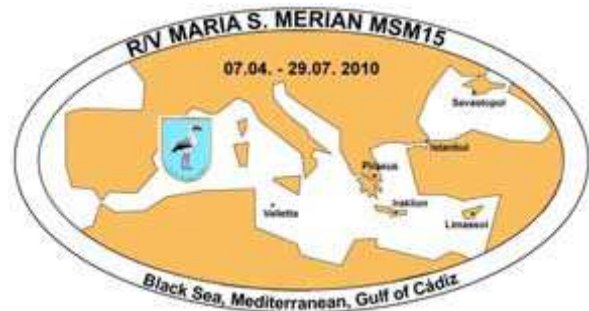 R/V MARIA S. MERIAN MSM15
07.04. - 29.07. 2010
Sevastopol
Istanbul
Piraeus
Iraklion
Valletta
Limassol
Black Sea, Mediterranean, Gulf of Cádiz